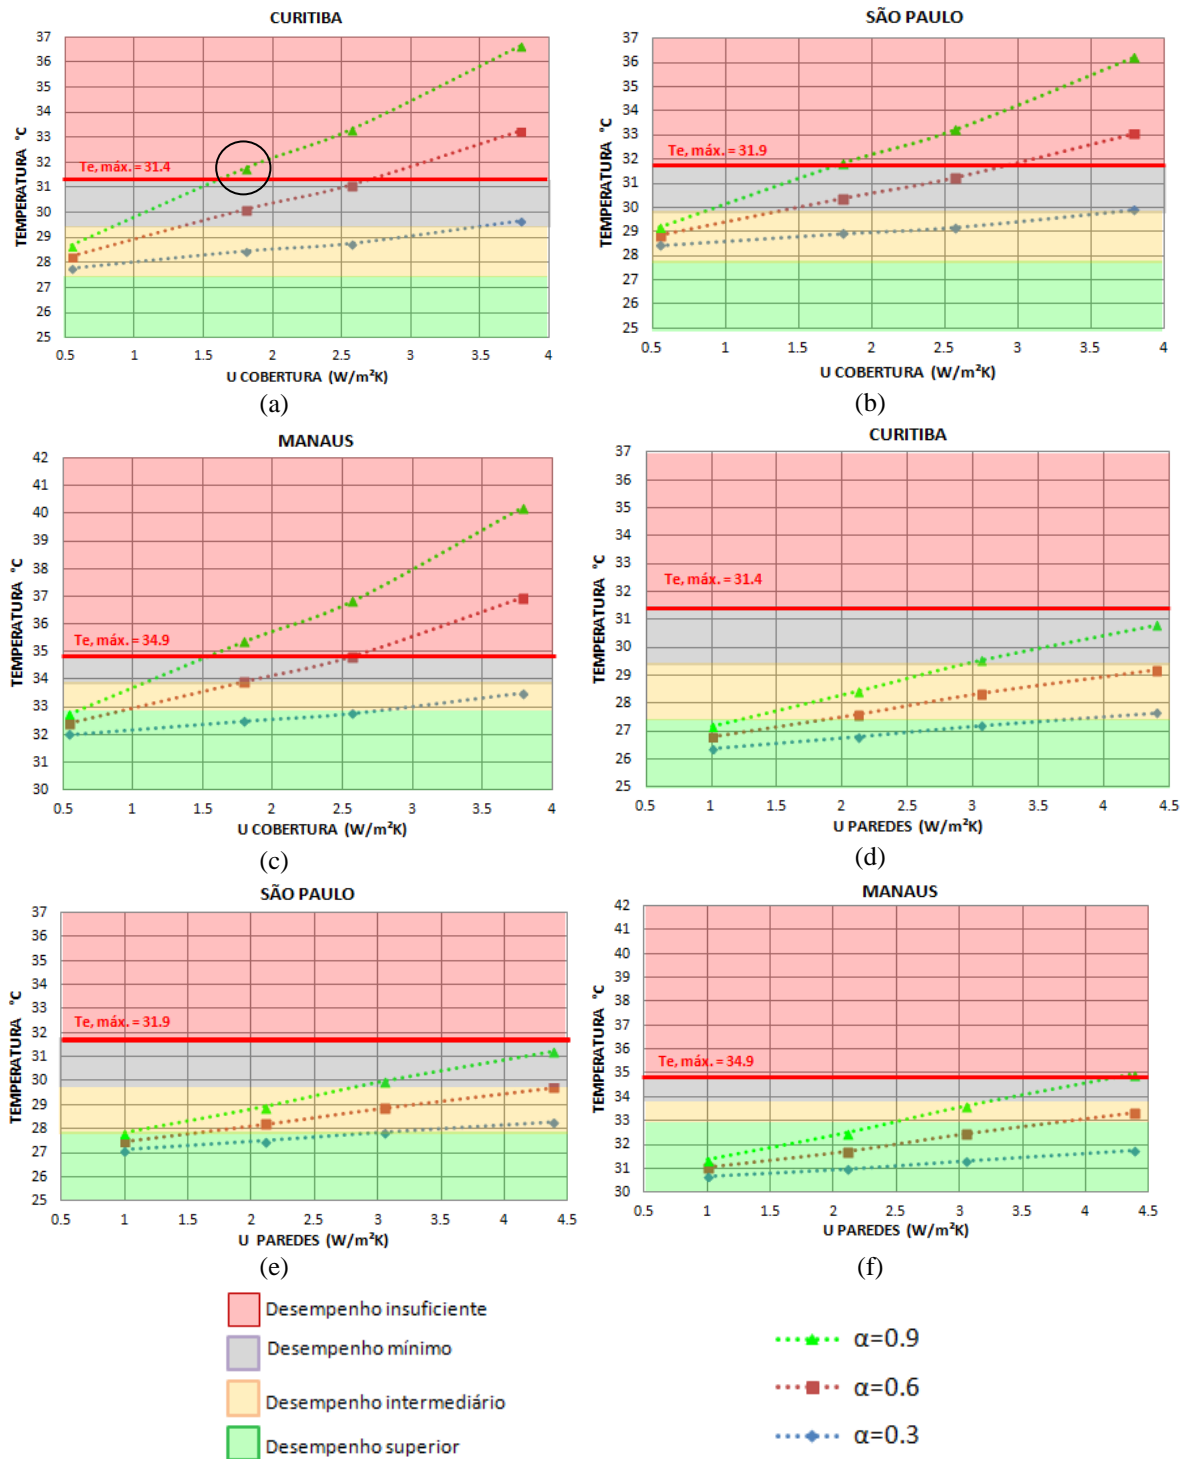 CURITIBA
TEMPERATURA °C
37
36
35
34
33
32
31
30
29
28
27
26
25
Te, máx. = 31.4
0.5 1 1.5 2 2.5 3 3.5 4
U COBERTURA (W/m²K)
(a)
SÃO PAULO
TEMPERATURA °C
37
36
35
34
33
32
31
30
29
28
27
26
25
Te, máx. = 31.9
0.5 1 1.5 2 2.5 3 3.5 4
U COBERTURA (W/m²K)
(b)
MANAUS
TEMPERATURA °C
42
41
40
39
38
37
36
35
34
33
32
31
30
Te, máx. = 34.9
0.5 1 1.5 2 2.5 3 3.5 4
U COBERTURA (W/m²K)
(c)
CURITIBA
TEMPERATURA °C
37
36
35
34
33
32
31
30
29
28
27
26
25
Te, máx. = 31.4
0.5 1 1.5 2 2.5 3 3.5 4 4.5
U PAREDES (W/m²K)
(d)
SÃO PAULO
TEMPERATURA °C
37
36
35
34
33
32
31
30
29
28
27
26
25
Te, máx. = 31.9
0.5 1 1.5 2 2.5 3 3.5 4 4.5
U PAREDES (W/m²K)
(e)
MANAUS
TEMPERATURA °C
42
41
40
39
38
37
36
35
34
33
32
31
30
Te, máx. = 34.9
0.5 1 1.5 2 2.5 3 3.5 4 4.5
U PAREDES (W/m²K)
(f)
Desempenho insuficiente
Desempenho mínimo
Desempenho intermediário
Desempenho superior
α=0.9
α=0.6
α=0.3